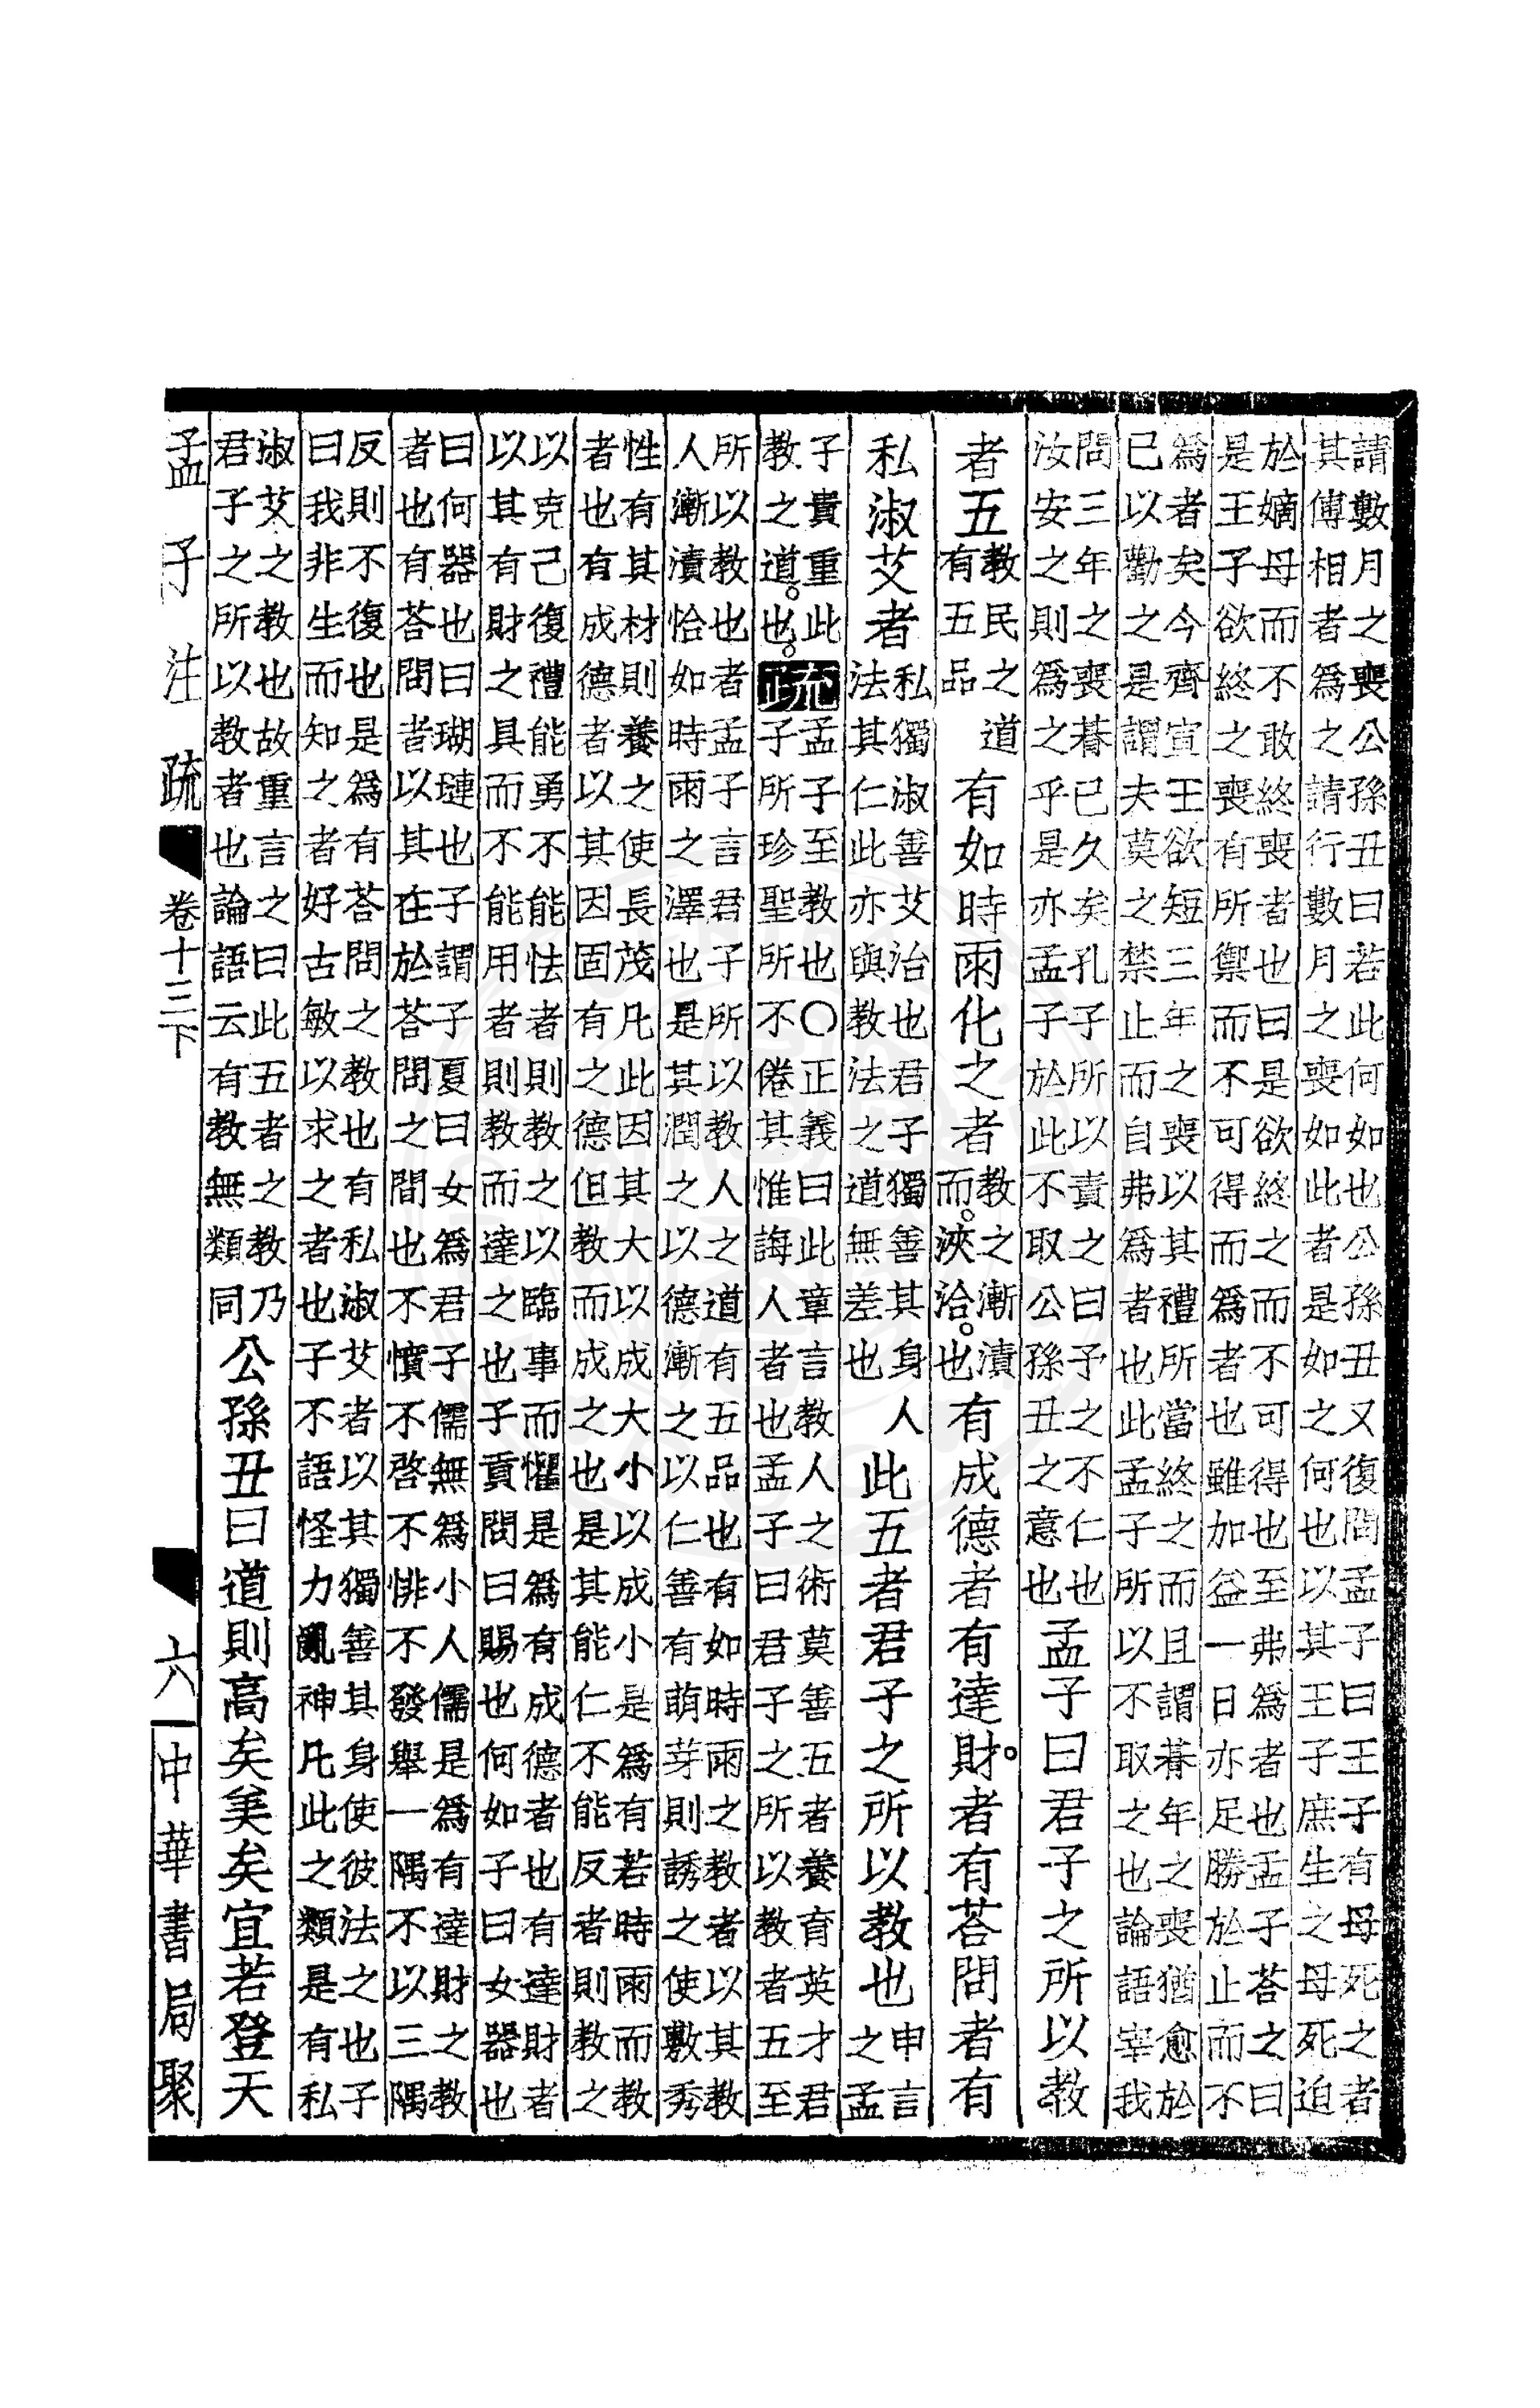 請數月之喪公孫丑曰若此何如也公孫丑又復問孟子曰王子有母死之者
其傅相者爲之請行數月之喪如此者是如之何也以其王子庶生之母死迫
於嫡母而不敢終喪者也曰是欲終之而不可得也至弗爲者也孟子荅之曰
是王子欲終之喪有所禦而不可得而爲者也雖加益一日亦足勝於止而不
爲者矣今齊宣王欲短三年之喪以其禮所當終之而且謂朞年之喪猶愈於
已以勸之是謂夫莫之禁止而自弗爲者也此孟子所以不取之也論語宰我
問三年之喪朞已久矣孔子所以責之曰予之不仁也
汝安之則爲之乎是亦孟子於此不取公孫丑之意也
孟子曰君子之所以教
者五
教民之道
有五品
有如時雨化之者
教之漸漬
而浹洽也
有成德者有達財者有荅問者有
私淑艾者
私獨淑善艾治也君子獨善其身人
法其仁此亦與教法之道無差也
此五者君子之所以教也
申言
之孟
子貴重此
教之道也
疏
孟子至教也○正義曰此章言教人之術莫善五者養育英才君
子所珍聖所不倦其惟誨人者也孟子曰君子之所以教者五至
所以教也者孟子言君子所以教人之道有五品也有如時雨之教者以其教
人漸漬恰如時雨之澤也是其潤之以德漸之以仁善有萌芽則誘之使敷秀
性有其材則養之使長茂凡此因其大以成大小以成小是爲有若時雨而教
者也有成德者以其因固有之德但教而成之也是其能仁不能反者則教之
以克己復禮能勇不能怯者則教之以臨事而懼是爲有成德者也有達財者
以其有財之具而不能用者則教而達之也子貢問曰賜也何如子曰女器也
曰何器也曰瑚璉也子謂子夏曰女爲君子儒無爲小人儒是爲有達財之教
者也有荅問者以其在於荅問之間也不憤不啓不悱不發舉一隅不以三隅
反則不復也是爲有荅問之教也有私淑艾者以其獨善其身使彼法之也子
曰我非生而知之者好古敏以求之者也子不語怪力亂神凡此之類是有私
淑艾之教也故重言之曰此五者之教乃
君子之所以教者也論語云有教無類同
公孫丑曰道則高矣美矣宜若登天
孟子注疏
卷十三下
六
中華書局聚